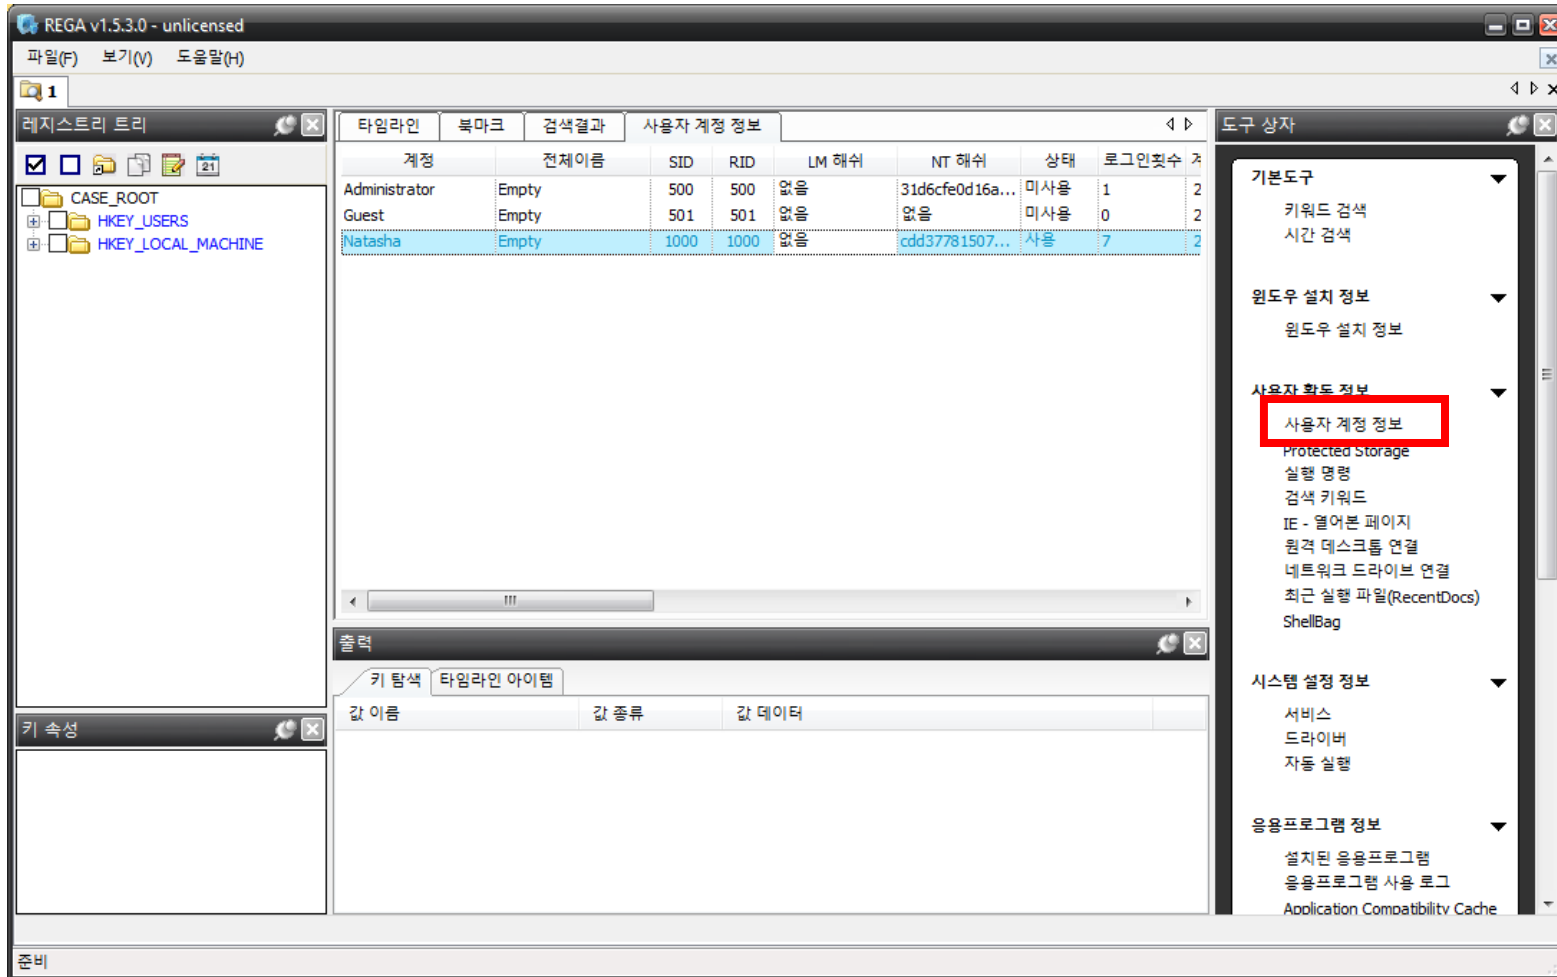 REGA v1.5.3.0 - unlicensed
파일(F) 보기(V) 도움말(H)
1
레지스트리 트리
21
CASE_ROOT
HKEY_USERS
HKEY_LOCAL_MACHINE
키 속성
타임라인 북마크 검색결과 사용자 계정 정보
계정 전체이름 SID RID LM 해쉬 NT 해쉬 상태 로그인횟수
Administrator Empty 500 500 없음 31d6cfe0d16a... 미사용 1 2
Guest Empty 501 501 없음 없음 미사용 0 2
Natasha Empty 1000 1000 없음 cdd37781507... 사용 7 2
출력
키 탐색 타임라인 아이템
값 이름 값 종류 값 데이터
도구 상자
기본도구
키워드 검색
시간 검색
윈도우 설치 정보
윈도우 설치 정보
사용자 활동 정보
사용자 계정 정보
Protected Storage
실행 명령
검색 키워드
IE - 열어본 페이지
원격 데스크톱 연결
네트워크 드라이브 연결
최근 실행 파일(RecentDocs)
ShellBag
시스템 설정 정보
서비스
드라이버
자동 실행
응용프로그램 정보
설치된 응용프로그램
응용프로그램 사용 로그
Application Compatibility Cache
준비